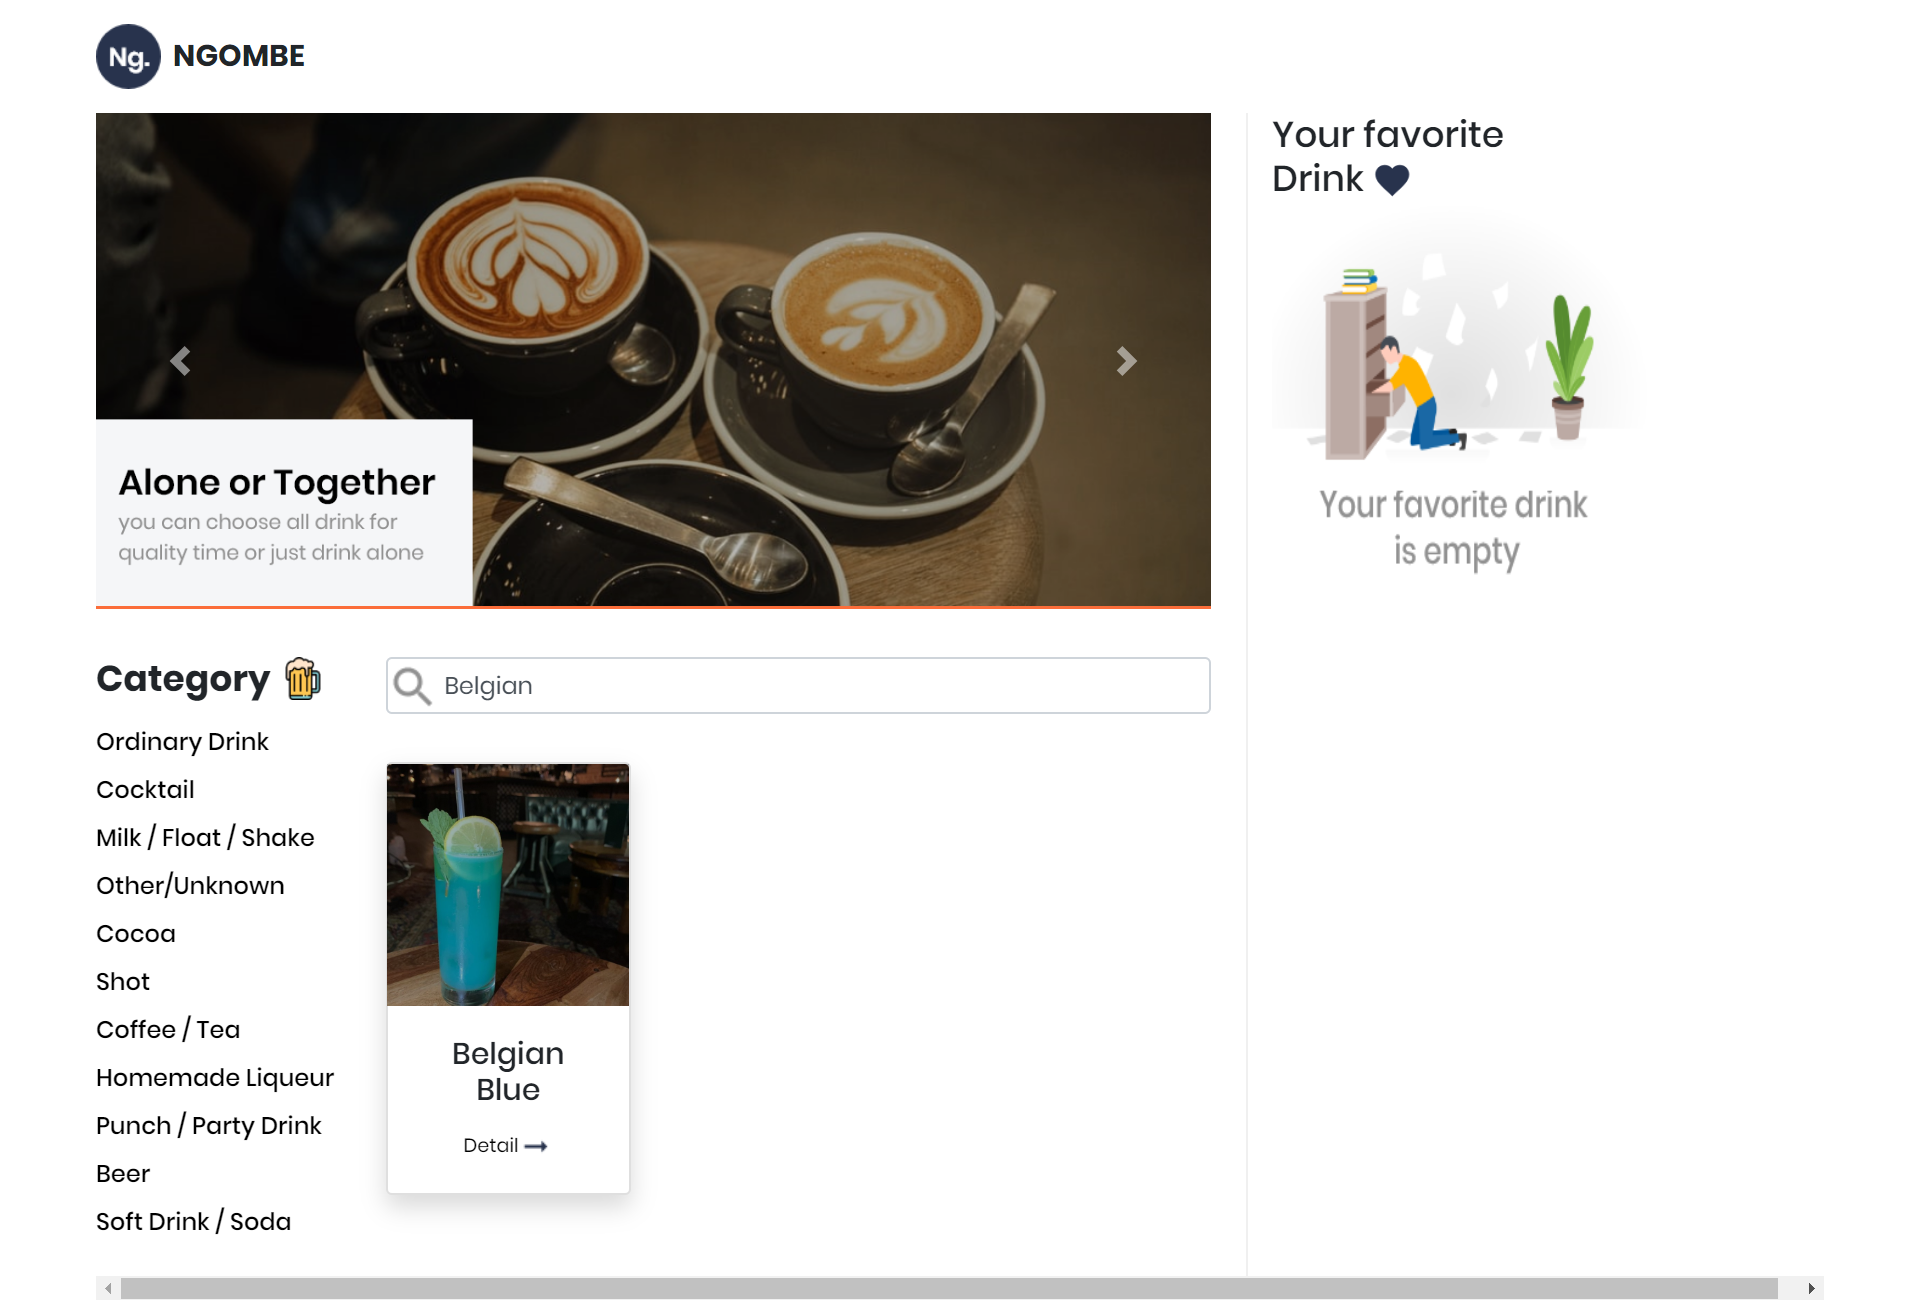 Ng. NGOMBE
Your favorite
Drink
Alone or Together
you can choose all drink for
quality time or just drink alone
Your favorite drink
is empty
Category
Belgian
Ordinary Drink
Cocktail
Milk / Float / Shake
Other/Unknown
Cocoa
Shot
Coffee / Tea
Homemade Liqueur
Punch / Party Drink
Beer
Soft Drink / Soda
Belgian
Blue
Detail